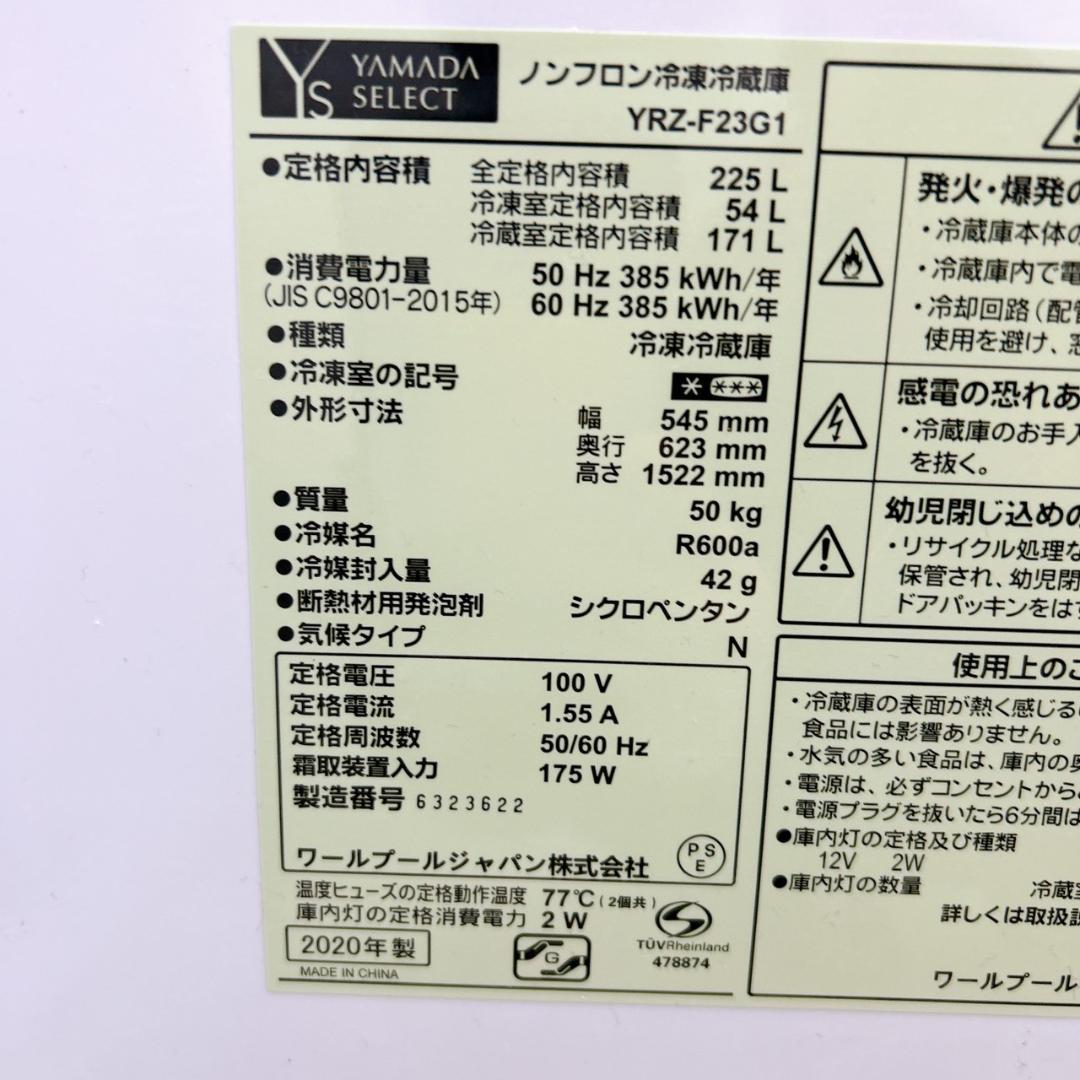 YS YAMADA SELECT
ノンフロン冷凍冷蔵庫
YRZ-F23G1
●定格内容積 全定格内容積 225 L
冷凍室定格内容積 54 L
冷蔵室定格内容積 171 L
●消費電力量 50 Hz 385 kWh/年
(JIS C9801-2015年) 60 Hz 385 kWh/年
●種類 冷凍冷蔵庫
●冷凍室の記号
●外形寸法 幅 545 mm
奥行 623 mm
高さ 1522 mm
●質量 50 kg
●冷媒名 R600a
●冷媒封入量 42 g
●断熱材用発泡剤 シクロペンタン
●気候タイプ N
定格電圧 100 V
定格電流 1.55 A
定格周波数 50/60 Hz
霜取装置入力 175 W
製造番号 6323622
ワールプールジャパン株式会社
PSE
温度ヒューズの定格動作温度 77℃(2個共)
庫内灯の定格消費電力 2 W
2020年製
MADE IN CHINA
G
TÜVRheinland
478874
発火・爆発の
・冷蔵庫本体の
・冷蔵庫内で電
・冷却回路(配管
使用を避け、窓
感電の恐れあ
・冷蔵庫のお手入
を抜く。
幼児閉じ込めの
・リサイクル処理な
保管され、幼児閉
ドアパッキンをはず
使用上のご
・冷蔵庫の表面が熱く感じる
食品には影響ありません。
・水気の多い食品は、庫内の奥
・電源は、必ずコンセントから
・電源プラグを抜いたら6分間は
●庫内灯の定格及び種類
12V 2W
●庫内灯の数量 冷蔵室
詳しくは取扱説
ワールプール